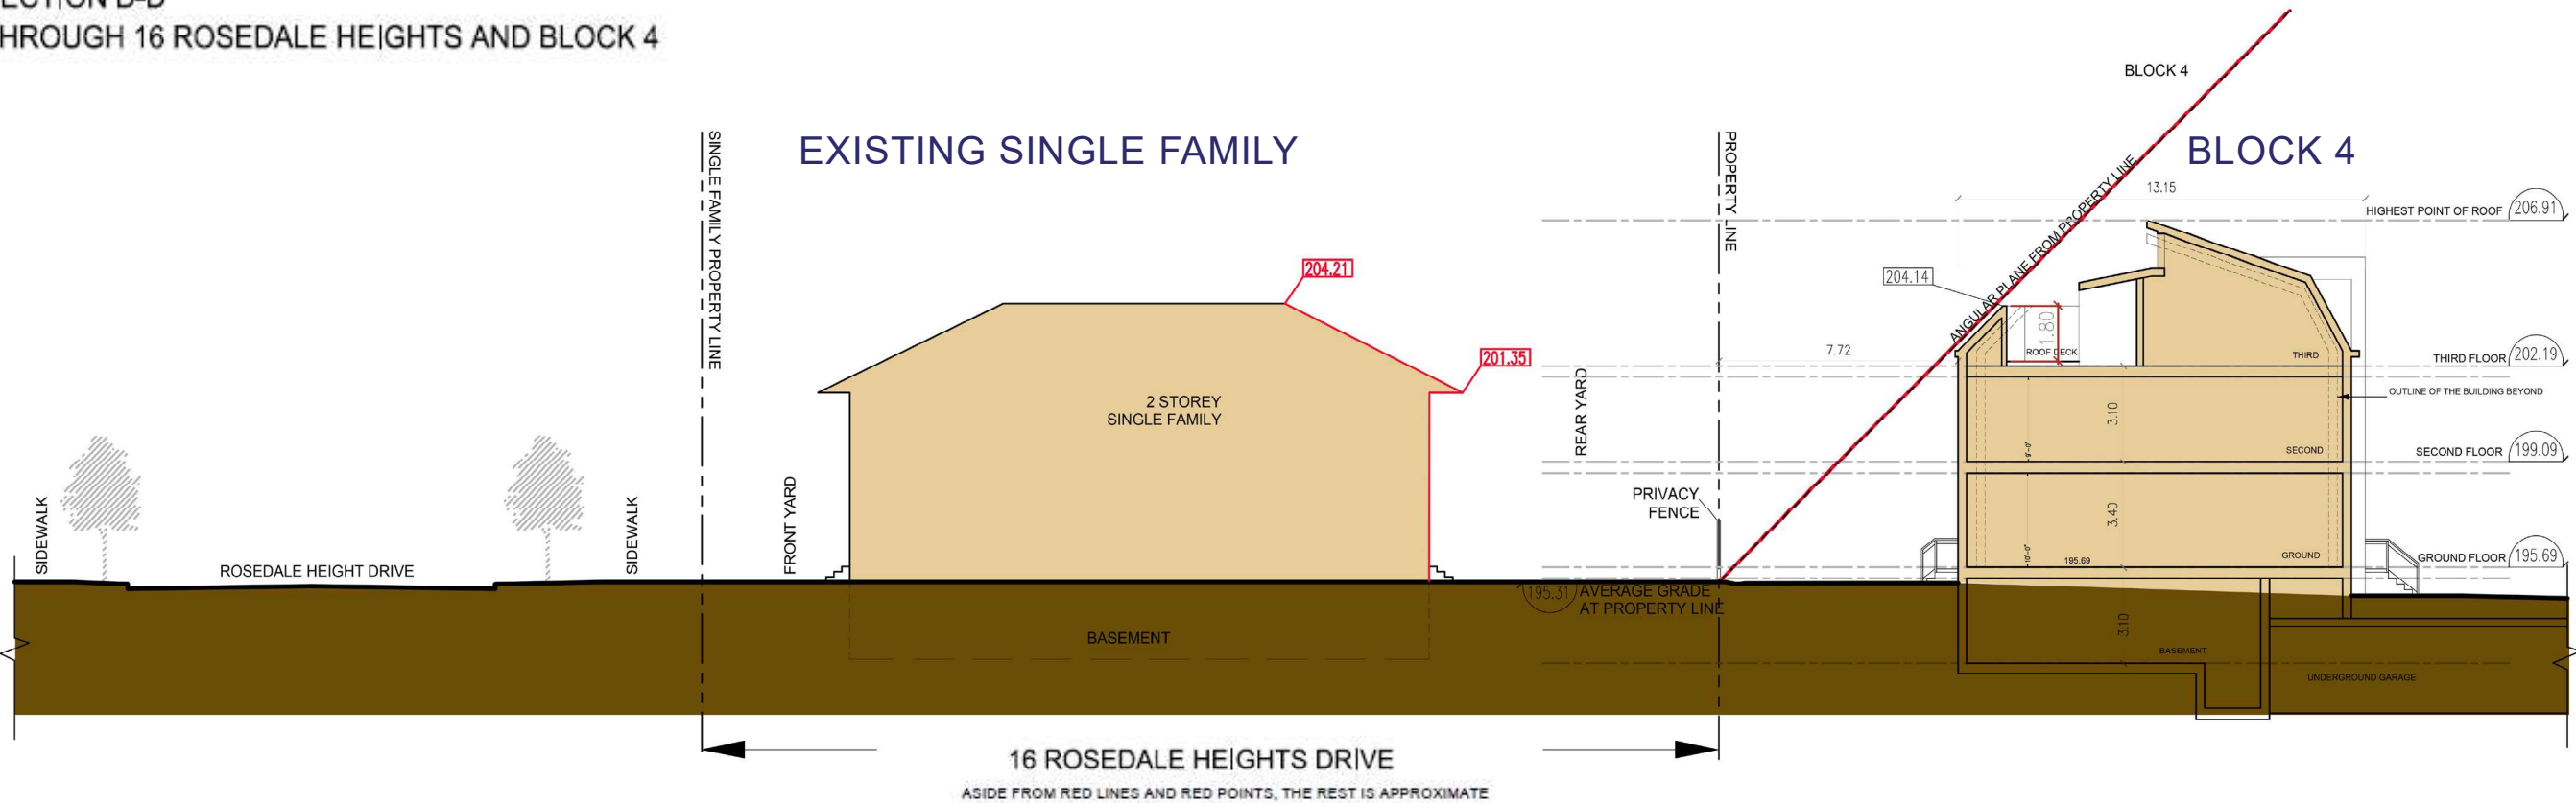 HROUGH 16 ROSEDALE HEIGHTS AND BLOCK 4
BLOCK 4
EXISTING SINGLE FAMILY
BLOCK 4
SINGLE FAMILY PROPERTY LINE
PROPERTY LINE
ANGULAR PLANE FROM PROPERTY LINE
13.15
HIGHEST POINT OF ROOF 206.91
204.21
204.14
201.35
7.72
1.80
ROOF DECK
THIRD
THIRD FLOOR 202.19
OUTLINE OF THE BUILDING BEYOND
2 STOREY
SINGLE FAMILY
REAR YARD
3.10
9'-0"
SECOND
SECOND FLOOR 199.09
PRIVACY
FENCE
SIDEWALK
SIDEWALK
FRONT YARD
3.40
10'-0"
195.69
GROUND
GROUND FLOOR 195.69
ROSEDALE HEIGHT DRIVE
195.31 AVERAGE GRADE
AT PROPERTY LINE
BASEMENT
3.10
BASEMENT
UNDERGROUND GARAGE
16 ROSEDALE HEIGHTS DRIVE
ASIDE FROM RED LINES AND RED POINTS, THE REST IS APPROXIMATE